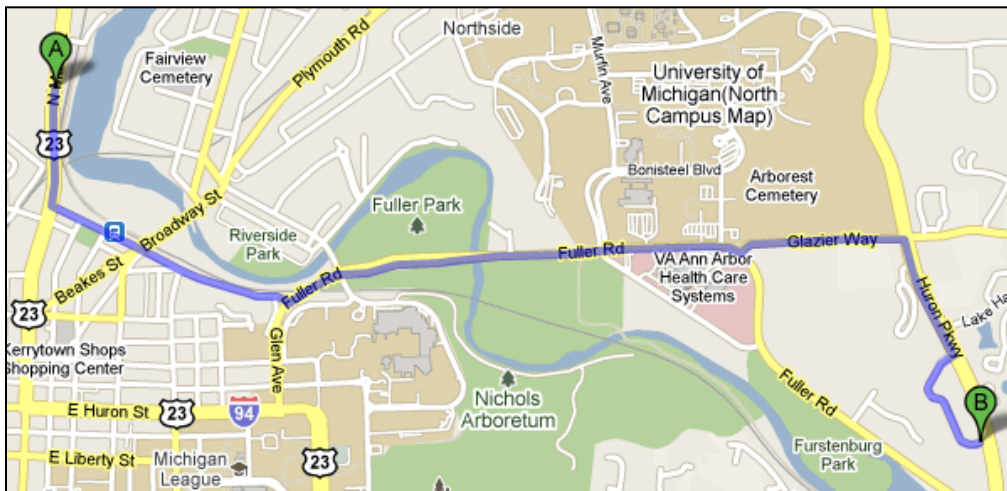 A
N M
23
Fairview
Cemetery
Plymouth Rd
Northside
Murfin Ave
University of
Michigan(North
Campus Map)
Bonisteel Blvd
Arborest
Cemetery
Broadway St
Beakes St
Riverside
Park
Fuller Park
Fuller Rd
Fuller Rd
Glazier Way
VA Ann Arbor
Health Care
Systems
Huron Pkwy
Lake Ha
B
23
Kerrytown Shops
Shopping Center
Glen Ave
E Huron St
23
94
Nichols
Arboretum
Fuller Rd
Furstenburg
Park
E Liberty St
Michigan
League
23